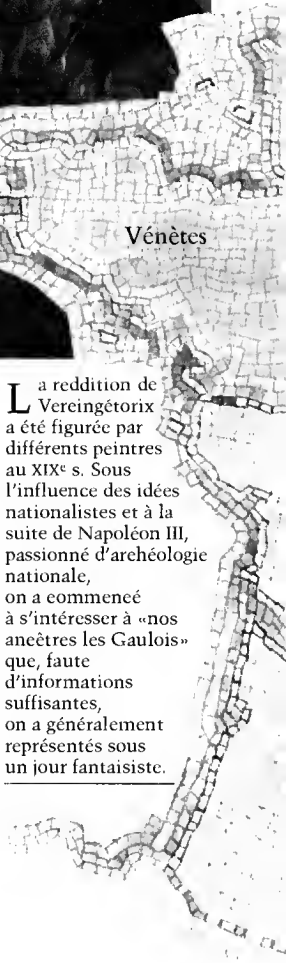 Vénètes
La reddition de
Vereingétorix
a été figurée par
différents peintres
au XIXᵉ s. Sous
l'influence des idées
nationalistes et à la
suite de Napoléon III,
passionné d'archéologie
nationale,
on a commencé
à s'intéresser à «nos
ancêtres les Gaulois»
que, faute
d'informations
suffisantes,
on a généralement
représentés sous
un jour fantaisiste.